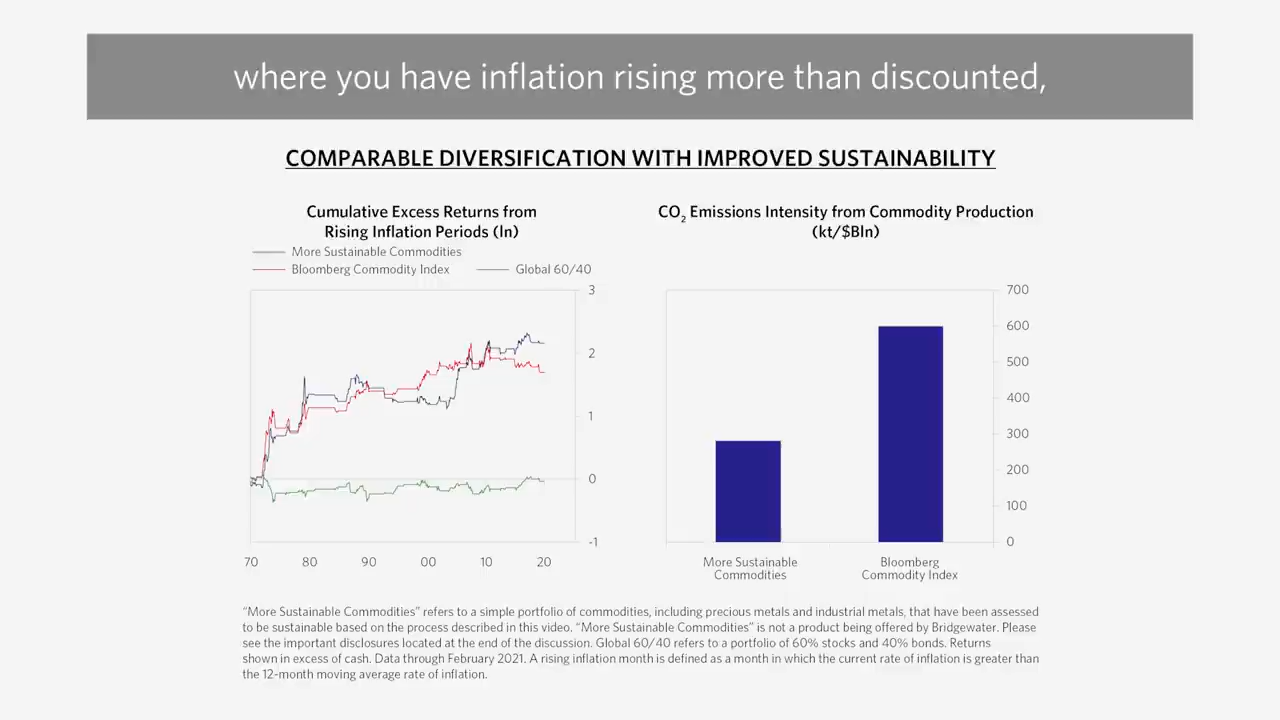 where you have inflation rising more than discounted,
COMPARABLE DIVERSIFICATION WITH IMPROVED SUSTAINABILITY
Cumulative Excess Returns from
Rising Inflation Periods (ln)
More Sustainable Commodities
Bloomberg Commodity Index Global 60/40
3
2
1
0
-1
70 80 90 00 10 20
CO₂ Emissions Intensity from Commodity Production
(kt/$Bln)
700
600
500
400
300
200
100
0
More Sustainable
Commodities
Bloomberg
Commodity Index
“More Sustainable Commodities” refers to a simple portfolio of commodities, including precious metals and industrial metals, that have been assessed
to be sustainable based on the process described in this video. “More Sustainable Commodities” is not a product being offered by Bridgewater. Please
see the important disclosures located at the end of the discussion. Global 60/40 refers to a portfolio of 60% stocks and 40% bonds. Returns
shown in excess of cash. Data through February 2021. A rising inflation month is defined as a month in which the current rate of inflation is greater than
the 12-month moving average rate of inflation.